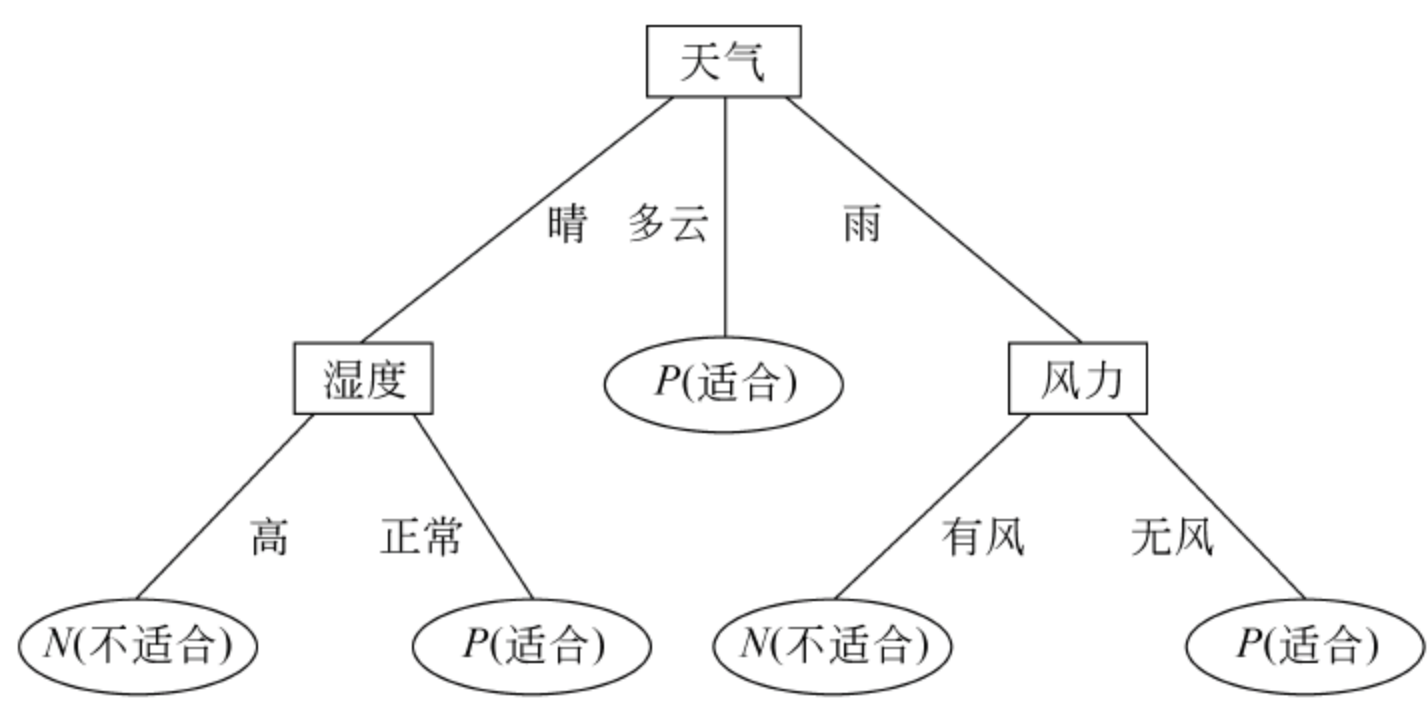 天气
晴 多云 雨
湿度 P(适合) 风力
高 正常 有风 无风
N(不适合) P(适合) N(不适合) P(适合)